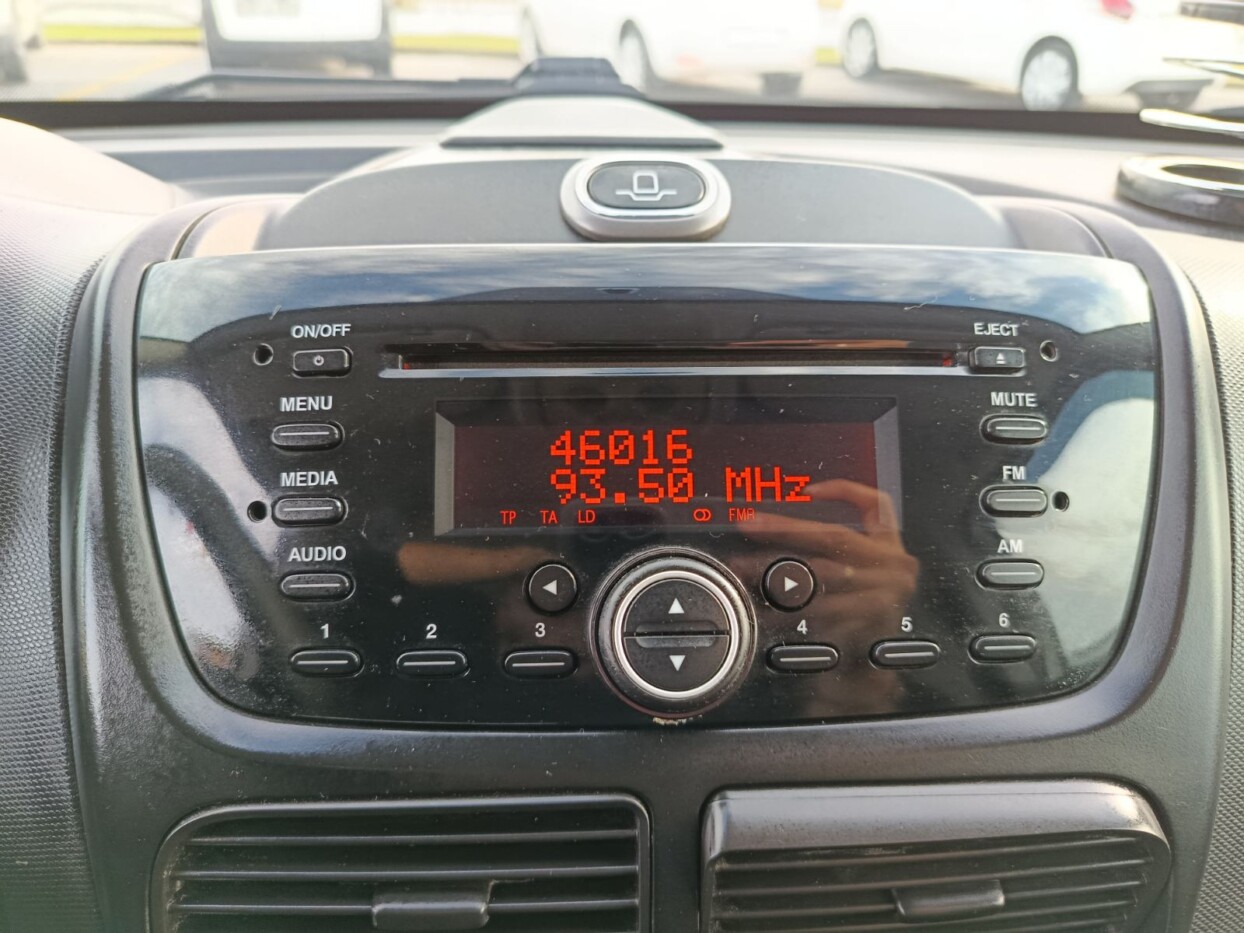 ON/OFF
EJECT
MENU
MUTE
46016
93.50 MHz
MEDIA
FM
TP TA LD FMA
AUDIO
AM
1 2 3 4 5 6